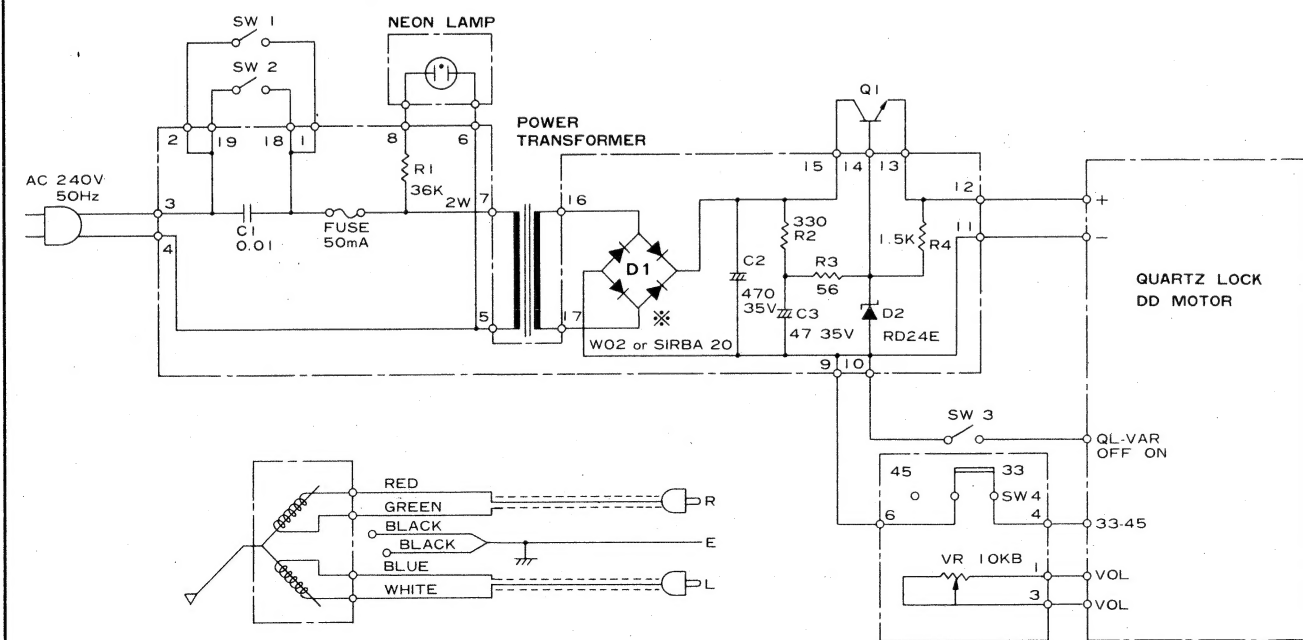 SW 1
NEON LAMP
SW 2
Q1
2
19
18
1
8
6
POWER
TRANSFORMER
15
14
13
R1
36K
2W
AC 240V
50Hz
3
7
16
12
+
4
C1
0.01
FUSE
50mA
330
R2
1.5K
R4
11
−
D1
C2
470
35V
R3
56
QUARTZ LOCK
DD MOTOR
5
17
※
C3
47 35V
D2
RD24E
W02 or SIRBA 20
9
10
SW 3
QL-VAR
OFF ON
45
33
SW4
6
4
33-45
RED
GREEN
R
BLACK
BLACK
E
BLUE
WHITE
L
VR 10KB
1
VOL
3
VOL